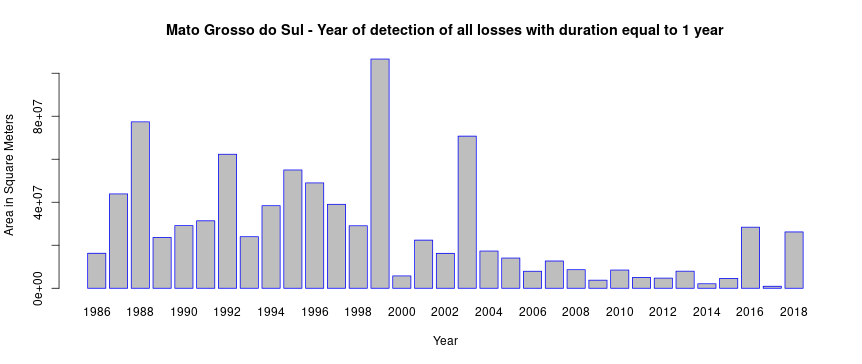 Mato Grosso do Sul - Year of detection of all losses with duration equal to 1 year
Area in Square Meters
8e+07
4e+07
0e+00
1986 1988 1990 1992 1994 1996 1998 2000 2002 2004 2006 2008 2010 2012 2014 2016 2018
Year